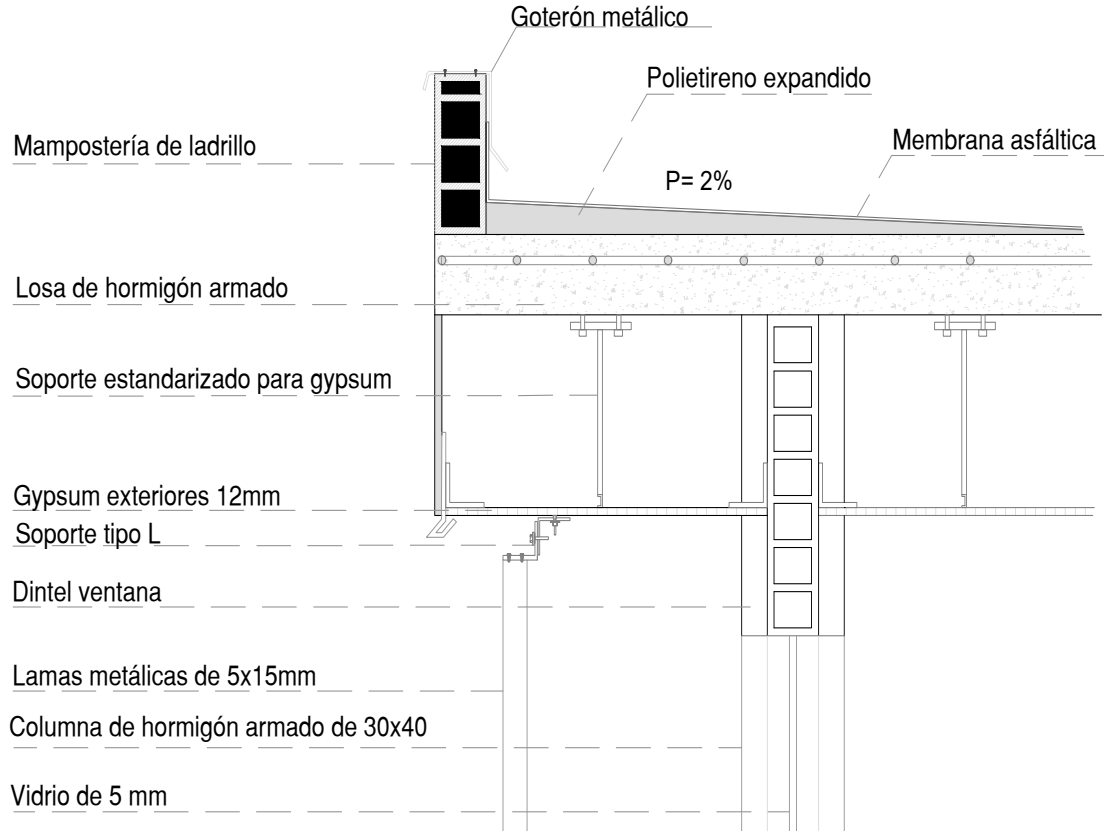 Goterón metálico
Polietireno expandido
Membrana asfáltica
Mampostería de ladrillo
P= 2%
Losa de hormigón armado
Soporte estandarizado para gypsum
Gypsum exteriores 12mm
Soporte tipo L
Dintel ventana
Lamas metálicas de 5x15mm
Columna de hormigón armado de 30x40
Vidrio de 5 mm